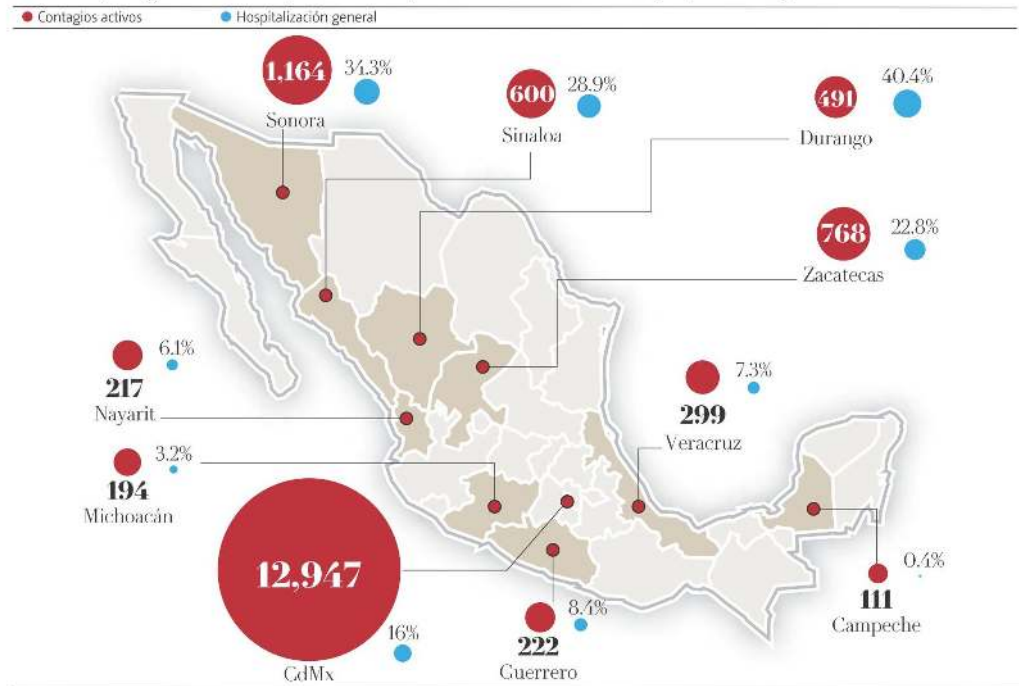 Contagios activos
Hospitalización general
1,164
34.3%
Sonora
600
28.9%
Sinaloa
491
40.4%
Durango
768
22.8%
Zacatecas
6.1%
217
Nayarit
7.3%
299
Veracruz
3.2%
194
Michoacán
12,947
16%
CdMx
8.4%
222
Guerrero
0.4%
111
Campeche